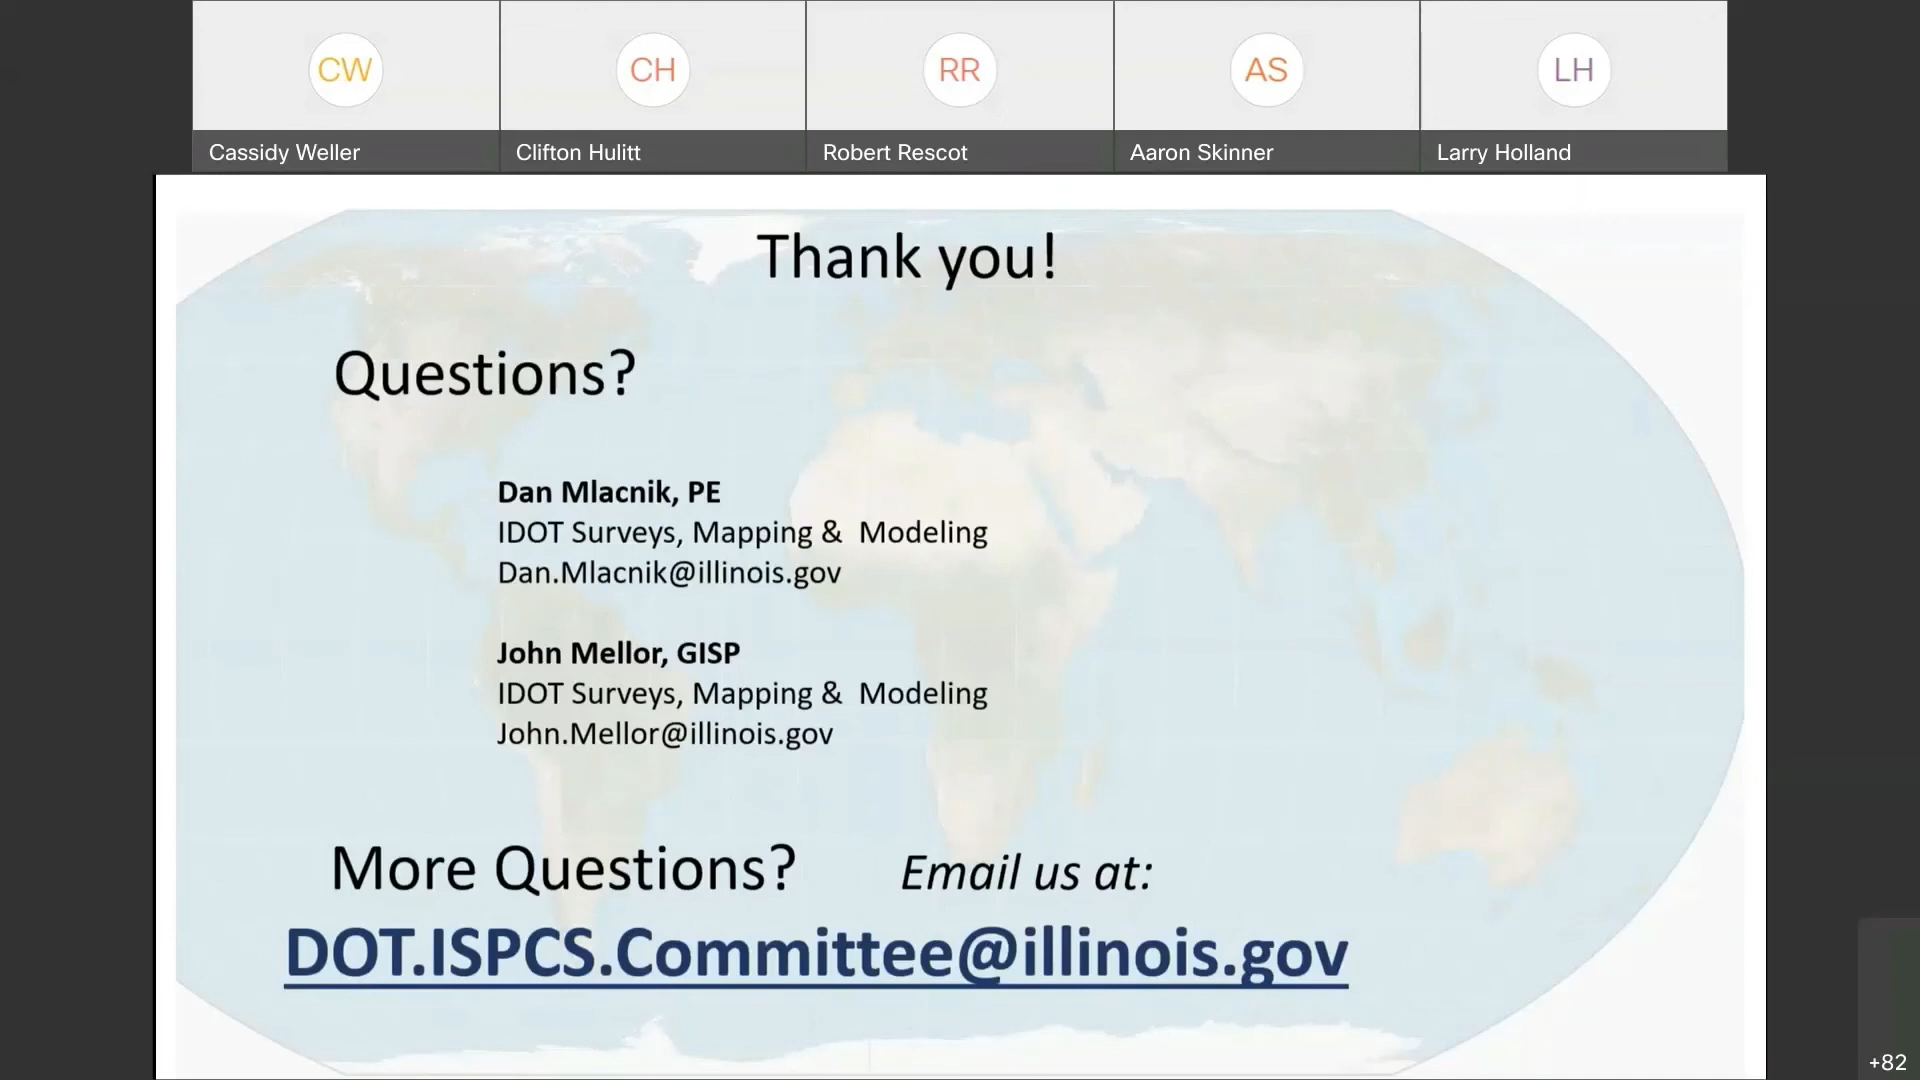 CW
CH
RR
AS
LH
Cassidy Weller
Clifton Hulitt
Robert Rescot
Aaron Skinner
Larry Holland
Thank you!
Questions?
Dan Mlacnik, PE
IDOT Surveys, Mapping & Modeling
Dan.Mlacnik@illinois.gov
John Mellor, GISP
IDOT Surveys, Mapping & Modeling
John.Mellor@illinois.gov
More Questions? Email us at:
DOT.ISPCS.Committee@illinois.gov
+82